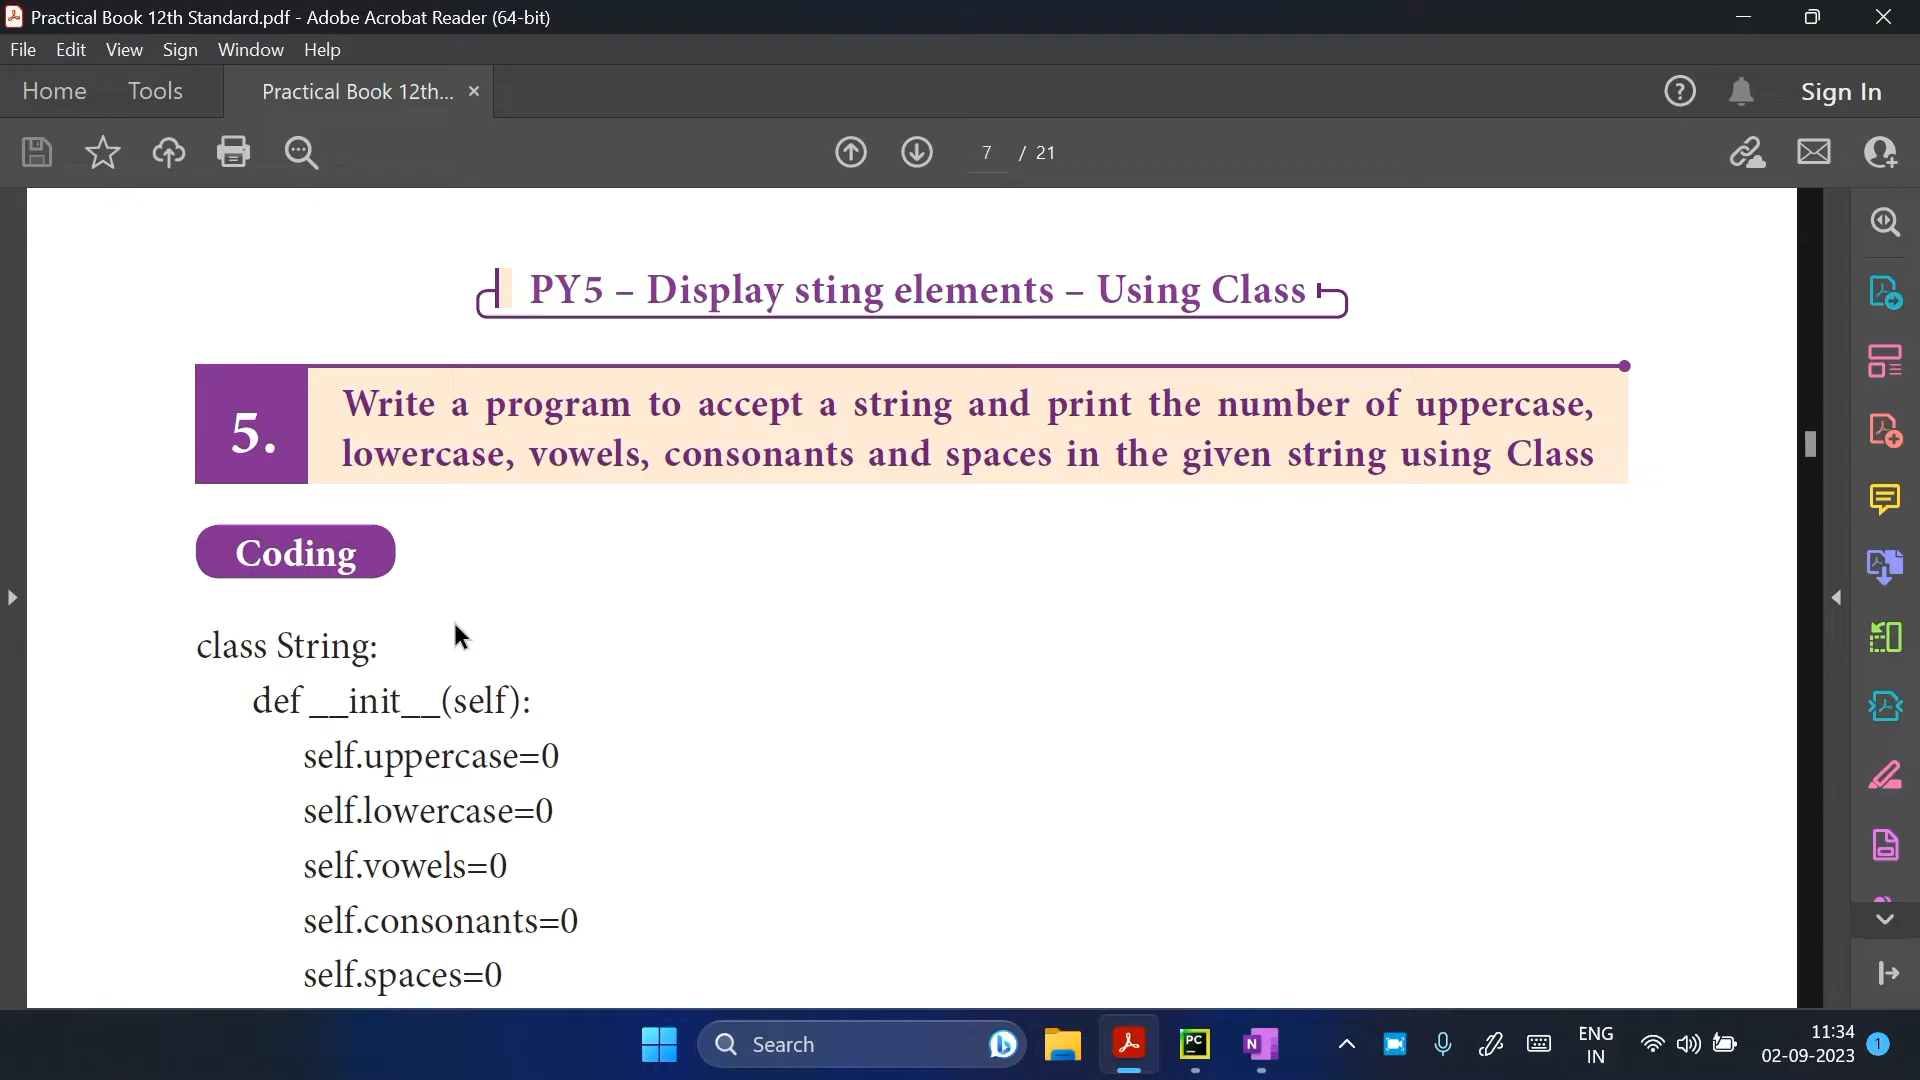 Practical Book 12th Standard.pdf - Adobe Acrobat Reader (64-bit)
File Edit View Sign Window Help
Home Tools Practical Book 12th... × Sign In
7 / 21
PY5 – Display sting elements – Using Class
5. Write a program to accept a string and print the number of uppercase,
lowercase, vowels, consonants and spaces in the given string using Class
Coding
class String:
def __init__(self):
self.uppercase=0
self.lowercase=0
self.vowels=0
self.consonants=0
self.spaces=0
Search PC N ENG 11:34
IN 02-09-2023 1